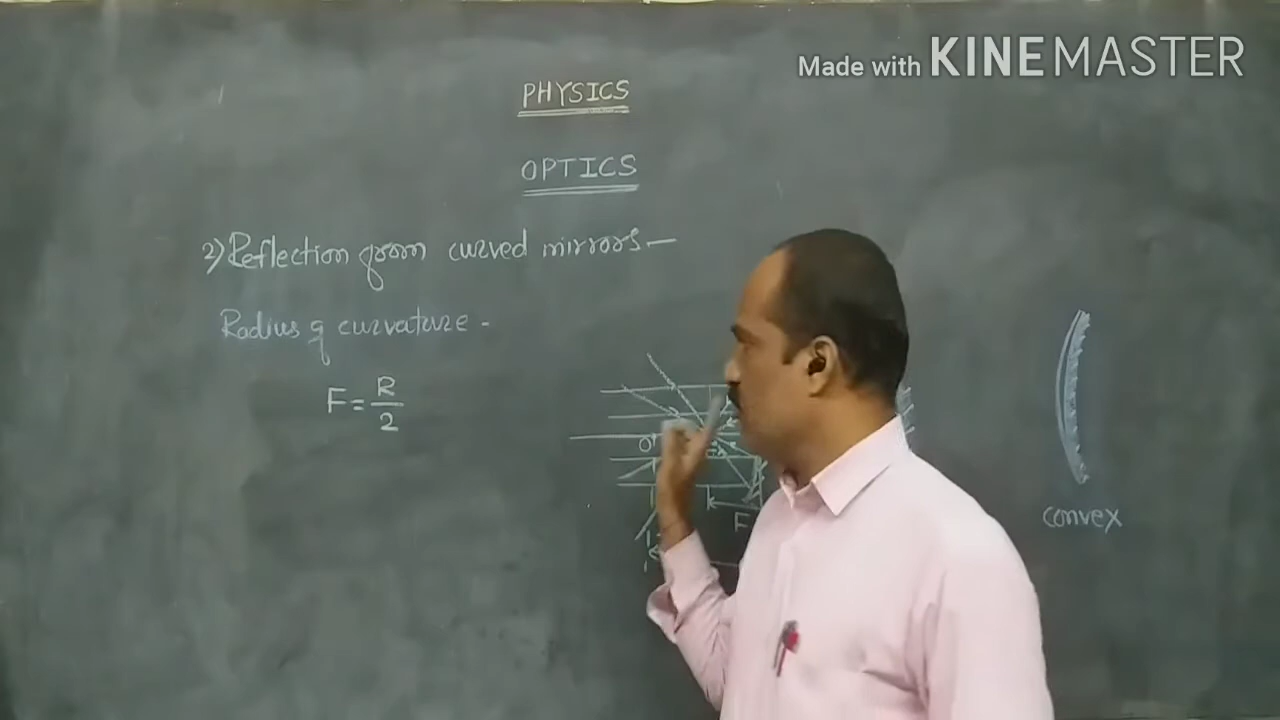 Made with KINEMASTER
PHYSICS
OPTICS
2) Reflection from curved mirrors-
Radius of curvature -
F = R/2
O
F
convex